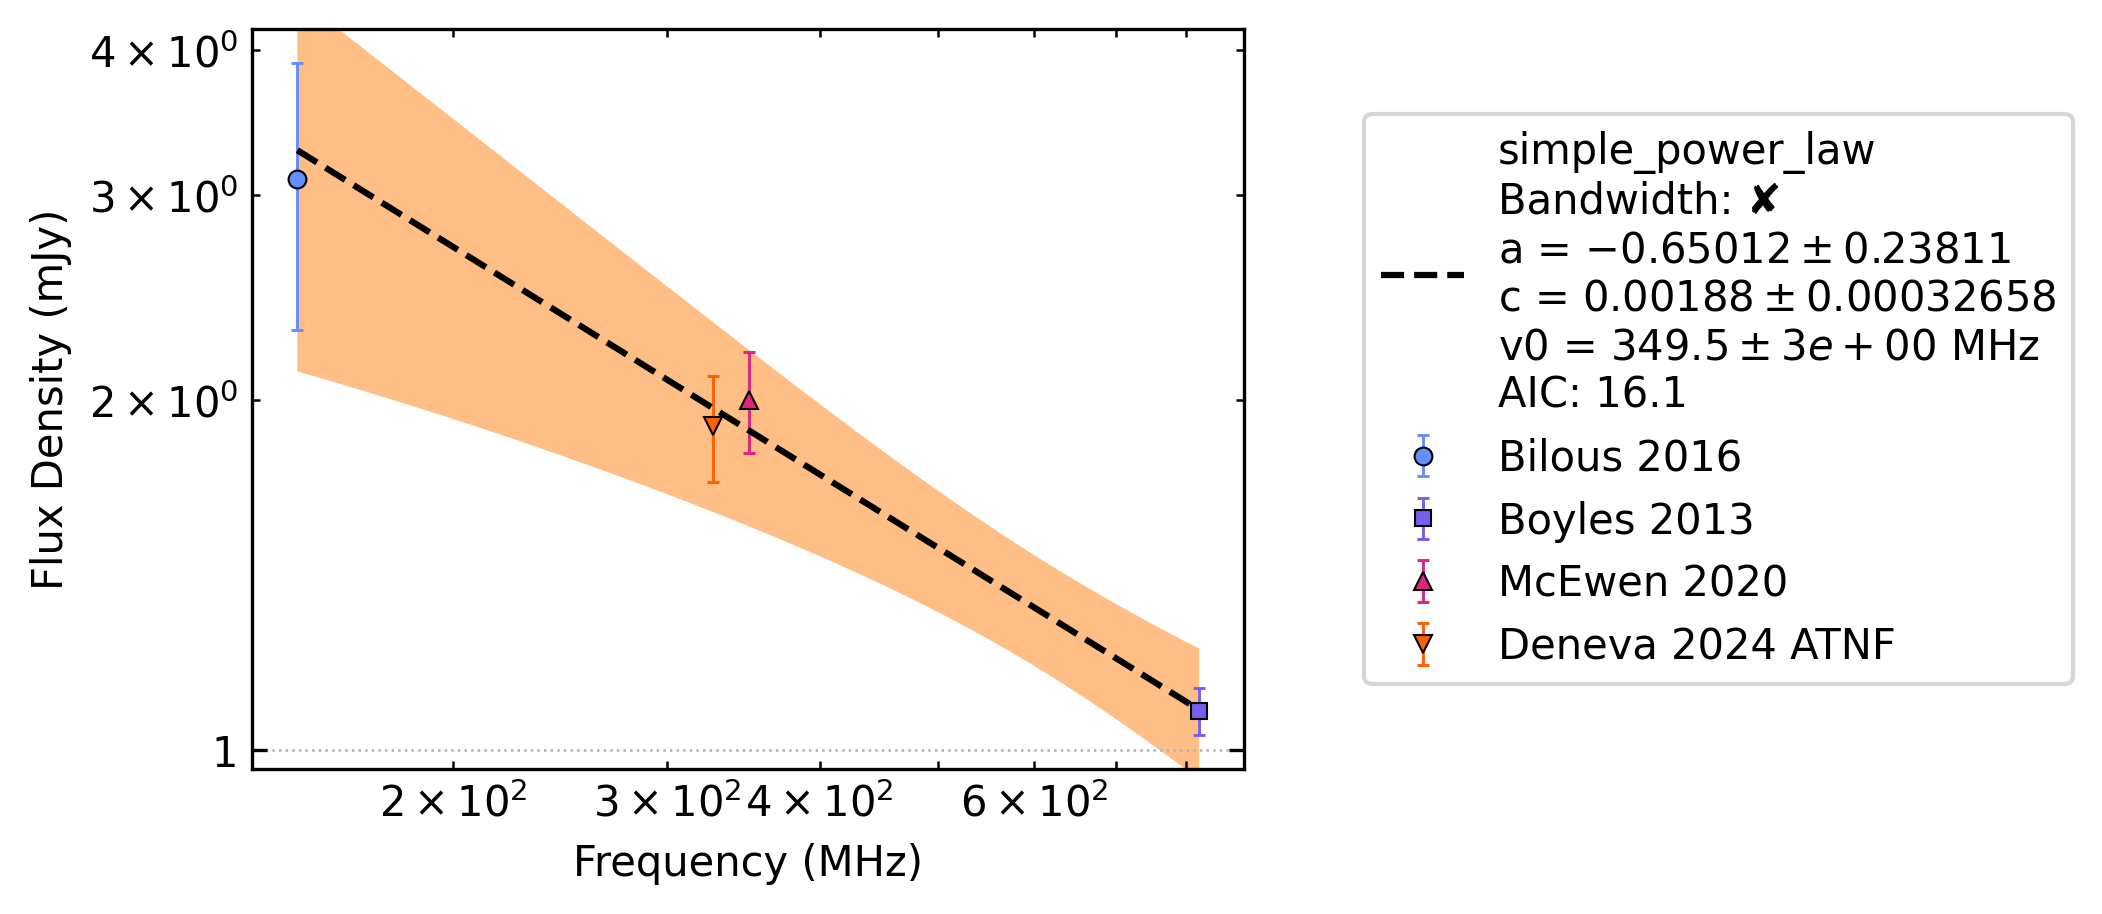 4 × 10⁰
3 × 10⁰
2 × 10⁰
1
Flux Density (mJy)
2 × 10² 3 × 10² 4 × 10² 6 × 10²
Frequency (MHz)
simple_power_law
Bandwidth: ✘
a = −0.65012 ± 0.23811
c = 0.00188 ± 0.00032658
v0 = 349.5 ± 3e + 00 MHz
AIC: 16.1
Bilous 2016
Boyles 2013
McEwen 2020
Deneva 2024 ATNF